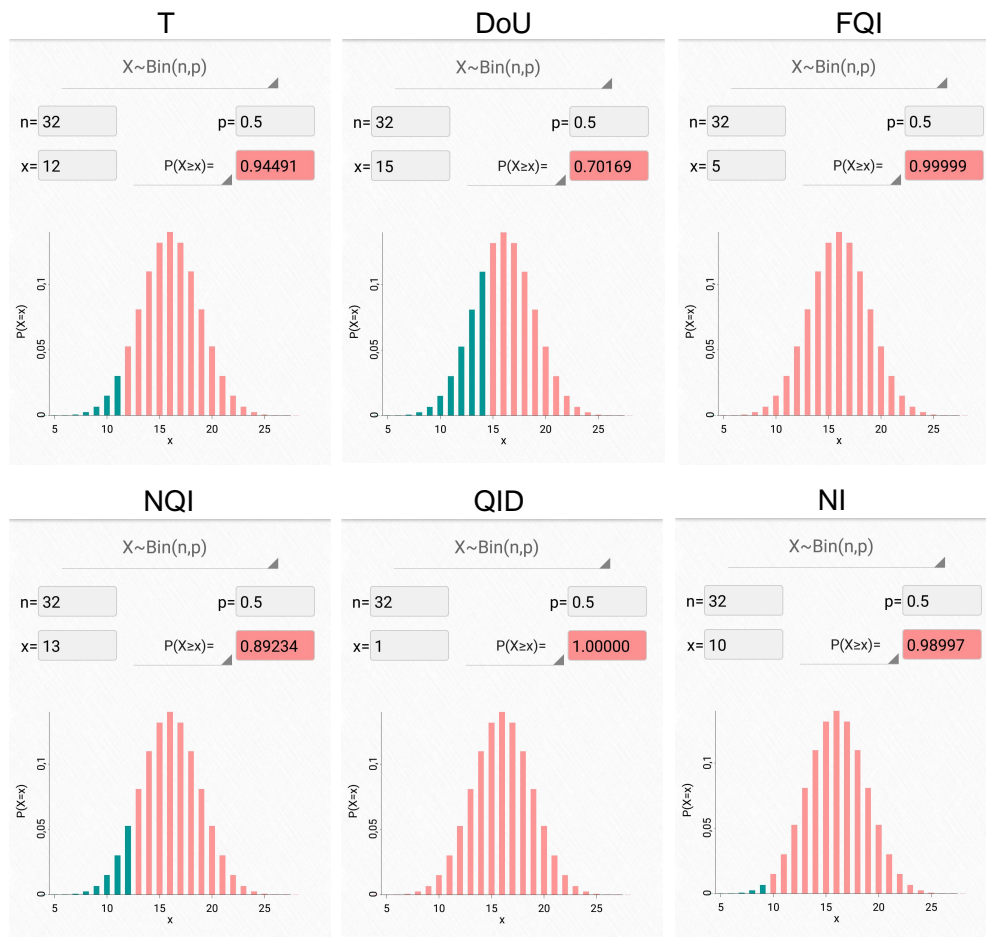 T DoU FQI
X~Bin(n,p) X~Bin(n,p) X~Bin(n,p)
n= 32 p= 0.5 n= 32 p= 0.5 n= 32 p= 0.5
x= 12 P(X≥x)= 0.94491 x= 15 P(X≥x)= 0.70169 x= 5 P(X≥x)= 0.99999
0,1 0,1 0,1
P(X=x) P(X=x) P(X=x)
0,05 0,05 0,05
0 0 0
5 10 15 20 25 5 10 15 20 25 5 10 15 20 25
x x x
NQI QID NI
X~Bin(n,p) X~Bin(n,p) X~Bin(n,p)
n= 32 p= 0.5 n= 32 p= 0.5 n= 32 p= 0.5
x= 13 P(X≥x)= 0.89234 x= 1 P(X≥x)= 1.00000 x= 10 P(X≥x)= 0.98997
0,1 0,1 0,1
P(X=x) P(X=x) P(X=x)
0,05 0,05 0,05
0 0 0
5 10 15 20 25 5 10 15 20 25 5 10 15 20 25
x x x